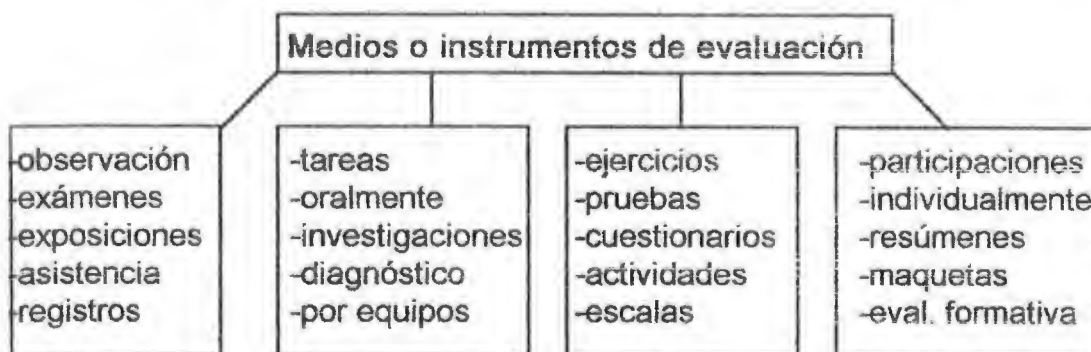 Medios o instrumentos de evaluación
-observación
-exámenes
-exposiciones
-asistencia
-registros
-tareas
-oralmente
-investigaciones
-diagnóstico
-por equipos
-ejercicios
-pruebas
-cuestionarios
-actividades
-escalas
-participaciones
-individualmente
-resúmenes
-maquetas
-eval. formativa